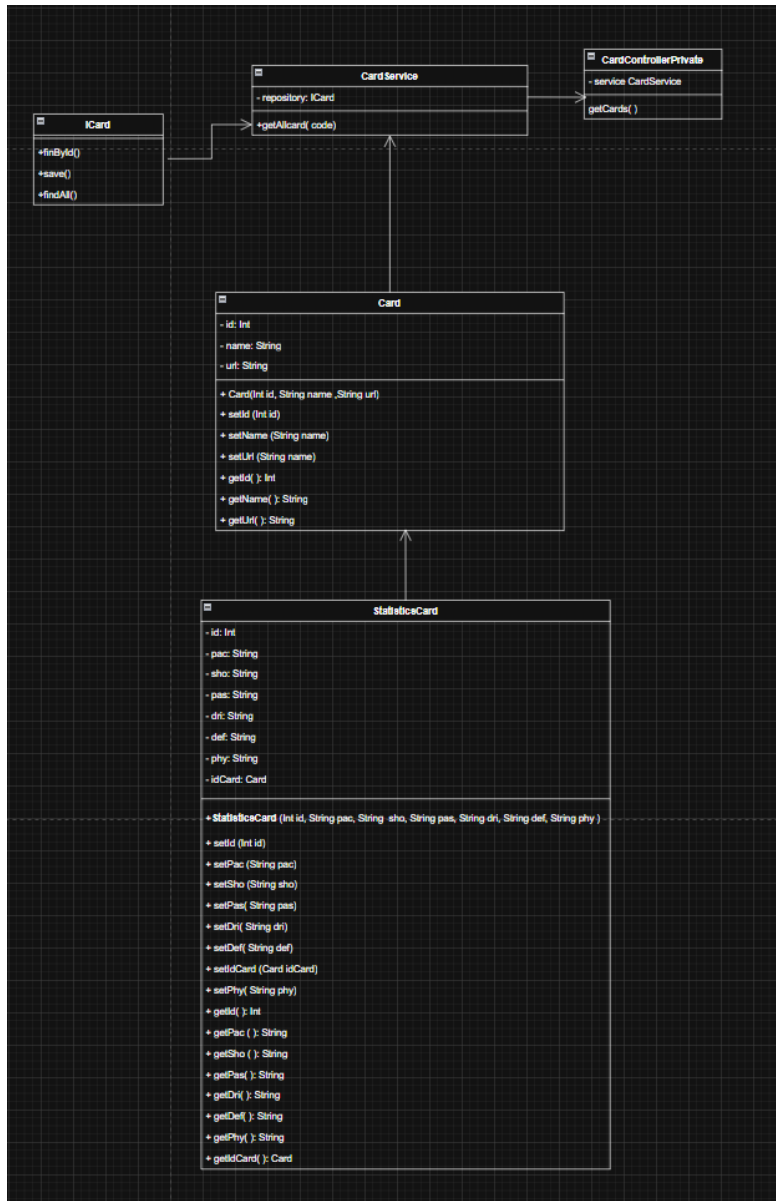 CardControllerPrivate
- service CardService
getCards( )
CardService
- repository: ICard
+getAllcard( code)
ICard
+finById()
+save()
+findAll()
Card
- id: Int
- name: String
- url: String
+ Card(Int id, String name ,String url)
+ setId (Int id)
+ setName (String name)
+ setUrl (String name)
+ getId( ): Int
+ getName( ): String
+ getUrl( ): String
StatisticsCard
- id: Int
- pac: String
- sho: String
- pas: String
- dri: String
- def: String
- phy: String
- idCard: Card
+StatisticsCard (Int id, String pac, String sho, String pas, String dri, String def, String phy )
+ setId (Int id)
+ setPac (String pac)
+ setSho (String sho)
+ setPas( String pas)
+ setDri( String dri)
+ setDef( String def)
+ setIdCard (Card idCard)
+ setPhy( String phy)
+ getId( ): Int
+ getPac ( ): String
+ getSho ( ): String
+ getPas( ): String
+ getDri( ): String
+ getDef( ): String
+ getPhy( ): String
+ getIdCard( ): Card